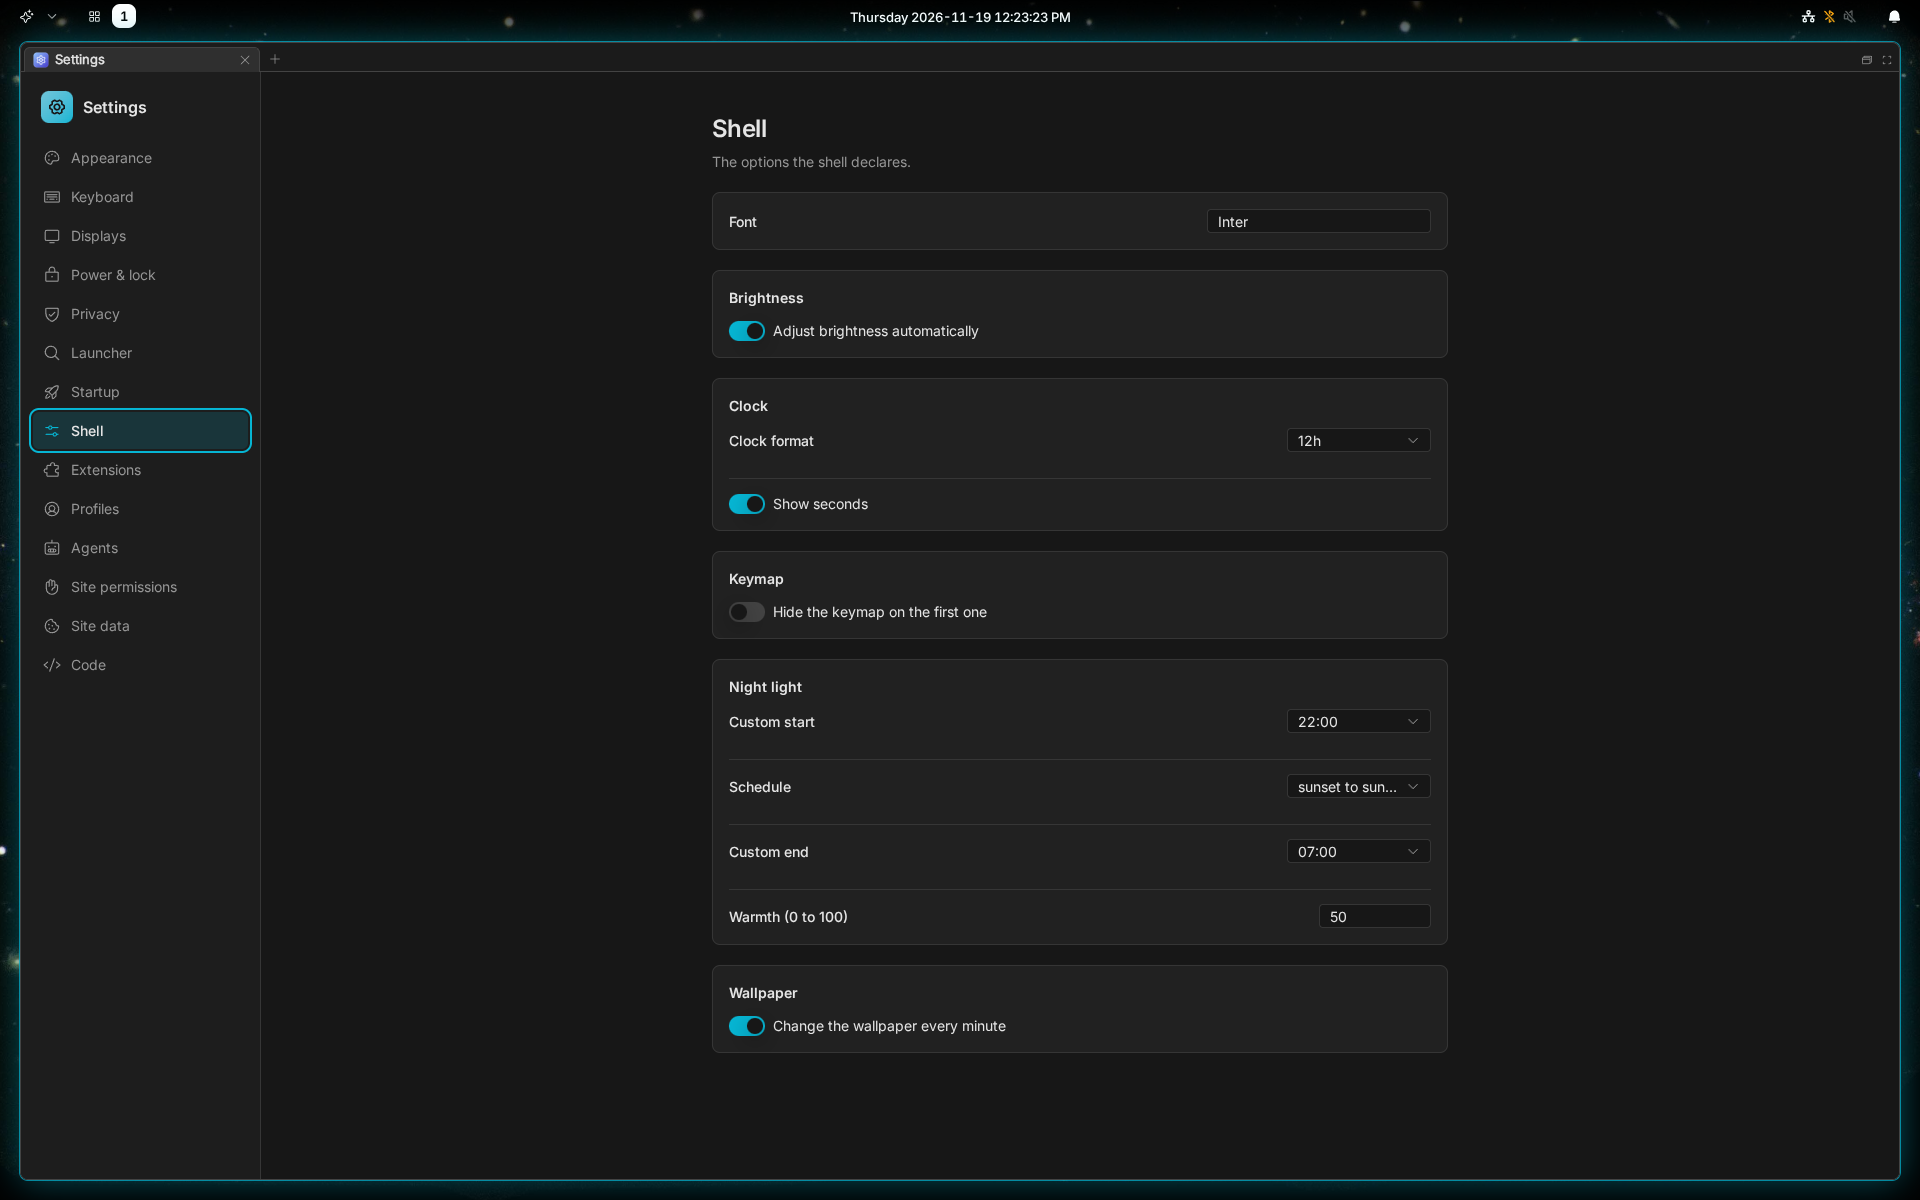 1
Thursday 2026-11-19 12:23:23 PM
Settings
Settings
Appearance
Keyboard
Displays
Power & lock
Privacy
Launcher
Startup
Shell
Extensions
Profiles
Agents
Site permissions
Site data
Code
Shell
The options the shell declares.
Font
Inter
Brightness
Adjust brightness automatically
Clock
Clock format
12h
Show seconds
Keymap
Hide the keymap on the first one
Night light
Custom start
22:00
Schedule
sunset to sun...
Custom end
07:00
Warmth (0 to 100)
50
Wallpaper
Change the wallpaper every minute